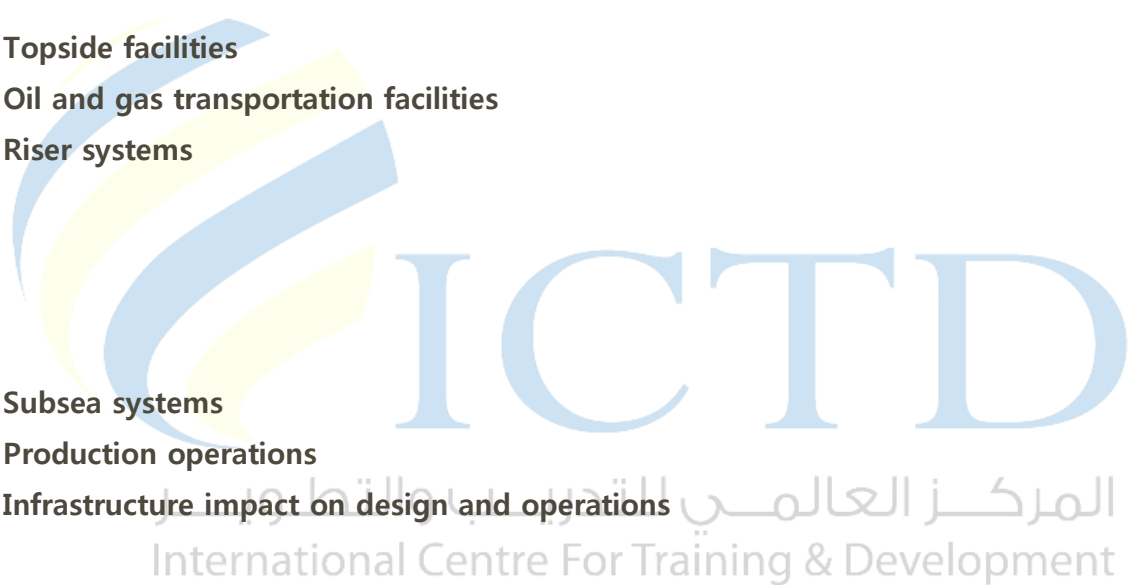 Topside facilities
Oil and gas transportation facilities
Riser systems
ICTD
Subsea systems
Production operations
Infrastructure impact on design and operations
المركز العالمي للتدريب والتطوير
International Centre For Training & Development